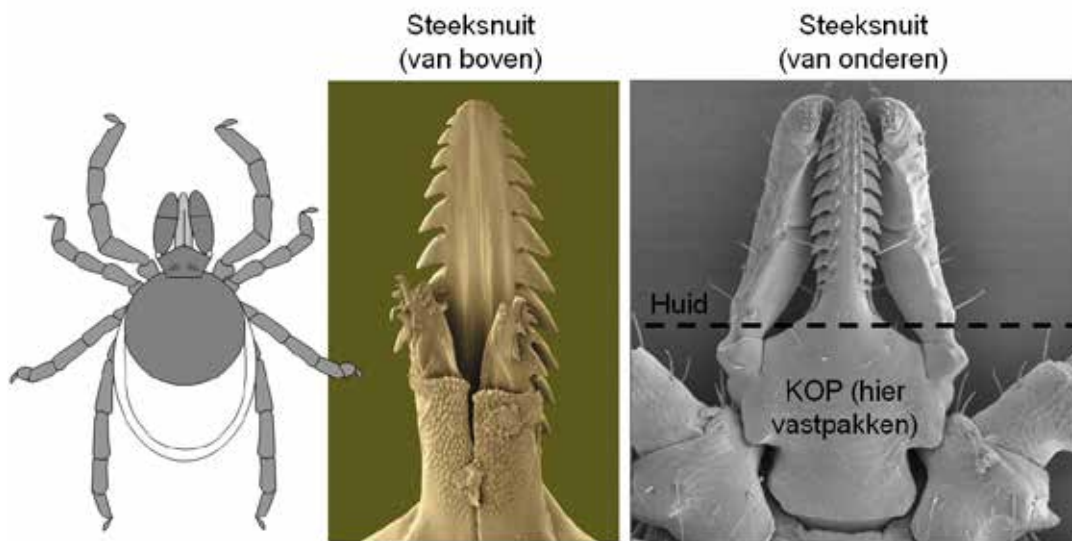 Steeksnuit
(van boven)
Steeksnuit
(van onderen)
Huid
KOP (hier
vastpakken)